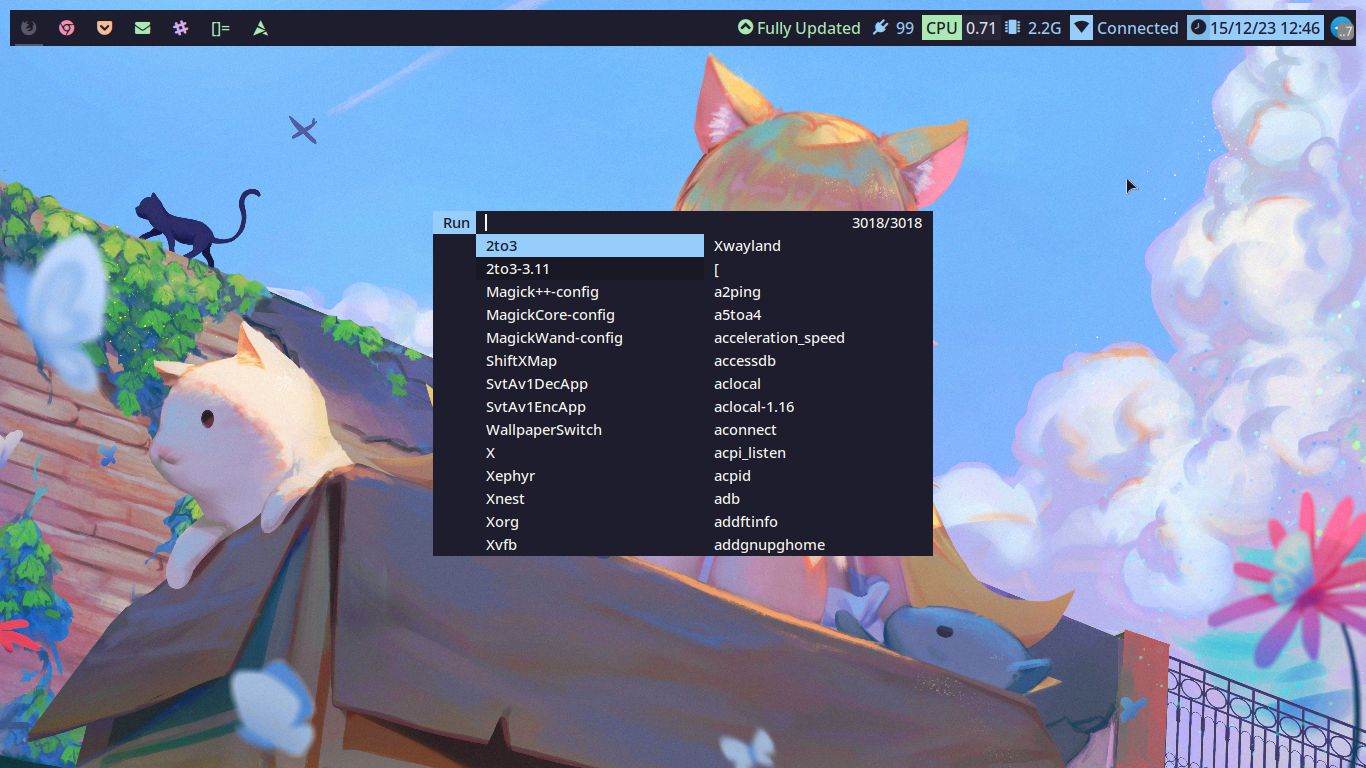 []= Fully Updated 99 CPU 0.71 2.2G Connected 15/12/23 12:46 ..7
Run 3018/3018
2to3 Xwayland
2to3-3.11 [
Magick++-config a2ping
MagickCore-config a5toa4
MagickWand-config acceleration_speed
ShiftXMap accessdb
SvtAv1DecApp aclocal
SvtAv1EncApp aclocal-1.16
WallpaperSwitch aconnect
X acpi_listen
Xephyr acpid
Xnest adb
Xorg addftinfo
Xvfb addgnupghome